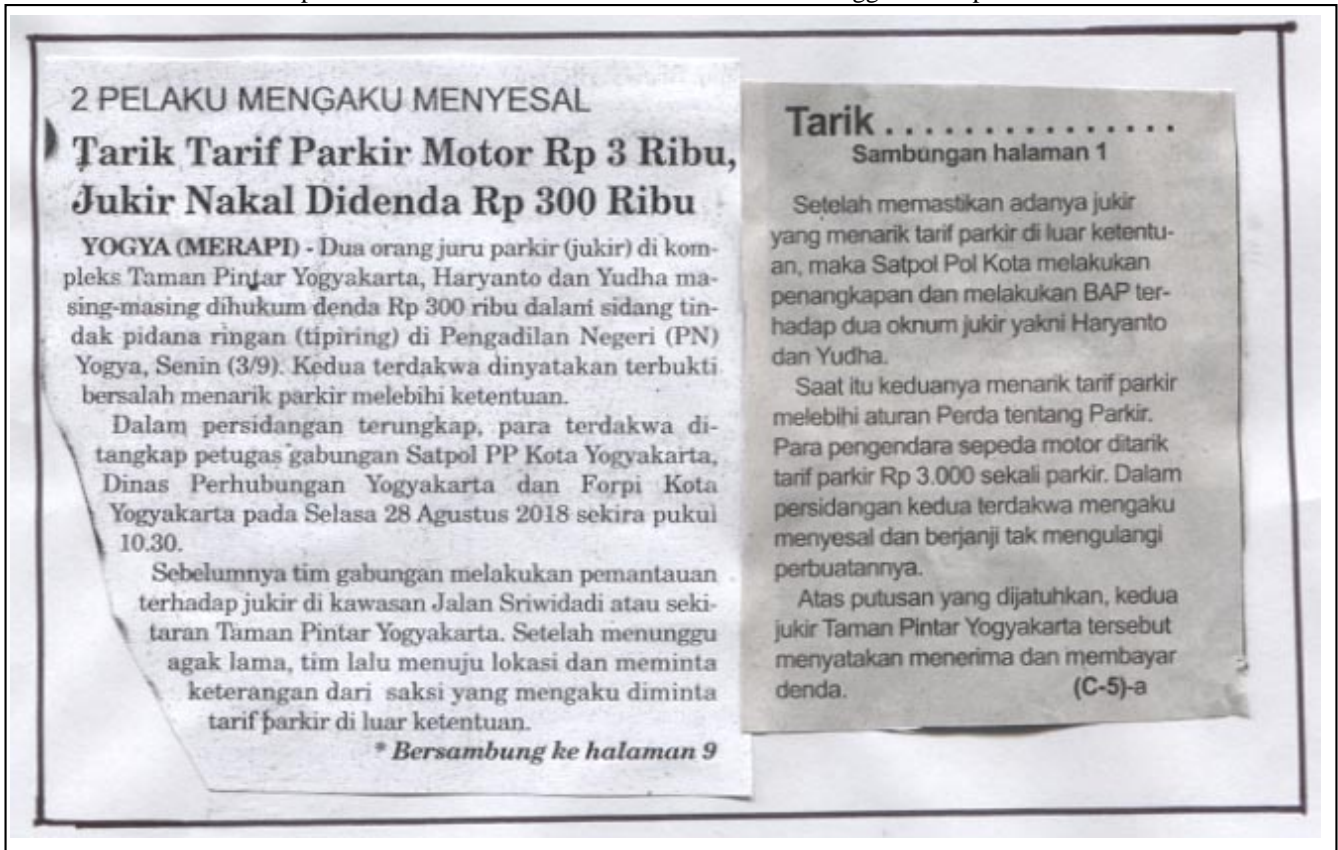 2 PELAKU MENGAKU MENYESAL
Tarik Tarif Parkir Motor Rp 3 Ribu,
Jukir Nakal Didenda Rp 300 Ribu
YOGYA (MERAPI) - Dua orang juru parkir (jukir) di kom-
pleks Taman Pintar Yogyakarta, Haryanto dan Yudha ma-
sing-masing dihukum denda Rp 300 ribu dalam sidang tin-
dak pidana ringan (tipiring) di Pengadilan Negeri (PN)
Yogya, Senin (3/9). Kedua terdakwa dinyatakan terbukti
bersalah menarik parkir melebihi ketentuan.
Dalam persidangan terungkap, para terdakwa di-
tangkap petugas gabungan Satpol PP Kota Yogyakarta,
Dinas Perhubungan Yogyakarta dan Forpi Kota
Yogyakarta pada Selasa 28 Agustus 2018 sekira pukul
10.30.
Sebelumnya tim gabungan melakukan pemantauan
terhadap jukir di kawasan Jalan Sriwidadi atau seki-
taran Taman Pintar Yogyakarta. Setelah menunggu
agak lama, tim lalu menuju lokasi dan meminta
keterangan dari saksi yang mengaku diminta
tarif parkir di luar ketentuan.
* Bersambung ke halaman 9
Tarik . . . . . . . . . . . . . . .
Sambungan halaman 1
Setelah memastikan adanya jukir
yang menarik tarif parkir di luar ketentu-
an, maka Satpol Pol Kota melakukan
penangkapan dan melakukan BAP ter-
hadap dua oknum jukir yakni Haryanto
dan Yudha.
Saat itu keduanya menarik tarif parkir
melebihi aturan Perda tentang Parkir.
Para pengendara sepeda motor ditarik
tarif parkir Rp 3.000 sekali parkir. Dalam
persidangan kedua terdakwa mengaku
menyesal dan berjanji tak mengulangi
perbuatannya.
Atas putusan yang dijatuhkan, kedua
jukir Taman Pintar Yogyakarta tersebut
menyatakan menerima dan membayar
denda. (C-5)-a